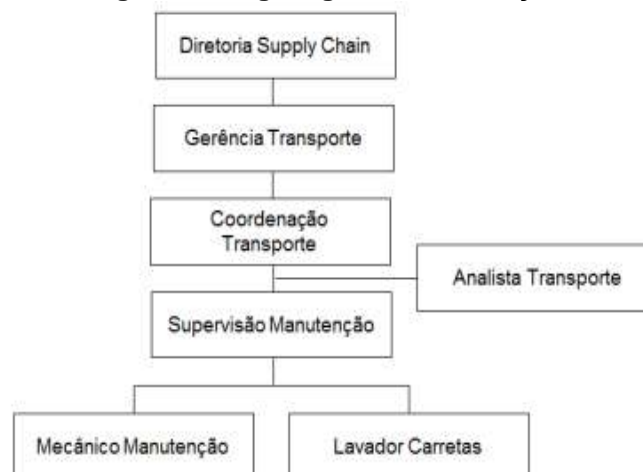 Diretoria Supply Chain
Gerência Transporte
Coordenação
Transporte
Analista Transporte
Supervisão Manutenção
Mecânico Manutenção
Lavador Carretas